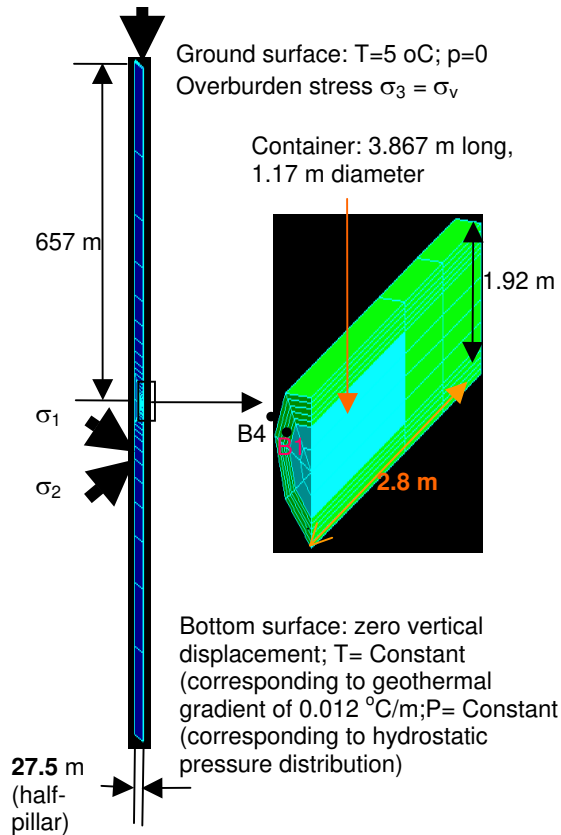 Ground surface: T=5 oC; p=0
Overburden stress σ3 = σv
Container: 3.867 m long,
1.17 m diameter
657 m
1.92 m
σ1
B4
B1
σ2
2.8 m
Bottom surface: zero vertical
displacement; T= Constant
(corresponding to geothermal
gradient of 0.012 oC/m;P= Constant
(corresponding to hydrostatic
pressure distribution)
27.5 m
(half-
pillar)